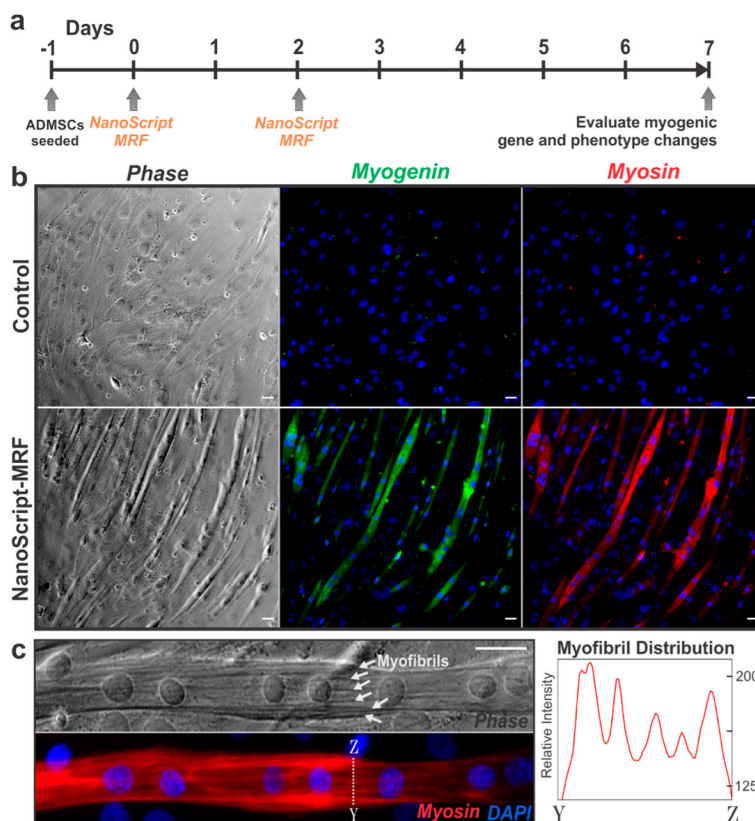 a
Days
-1 0 1 2 3 4 5 6 7
ADMSCs
seeded
NanoScript
MRF
NanoScript
MRF
Evaluate myogenic
gene and phenotype changes
b
Phase Myogenin Myosin
Control
NanoScript-MRF
c
Myofibrils
Phase
Z
Y
Myosin DAPI
Myofibril Distribution
Relative Intensity
200
125
Y Z